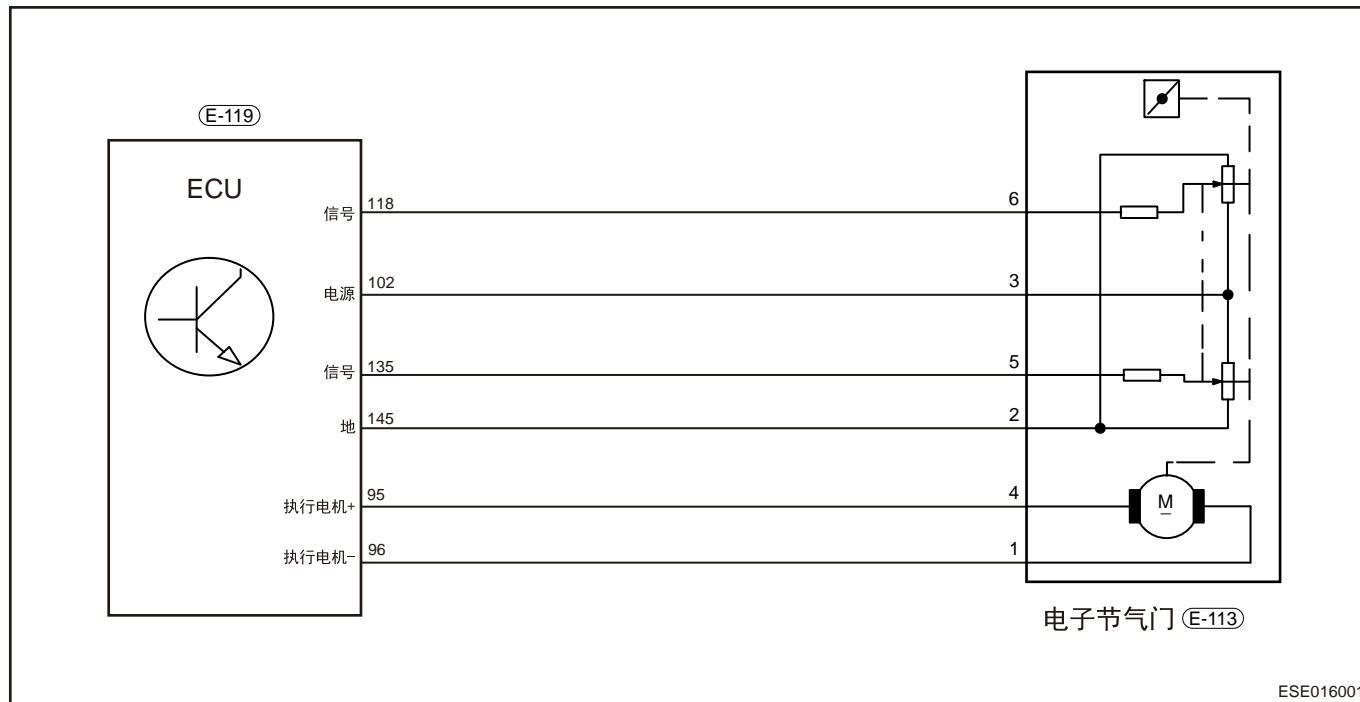 E-119
ECU
信号 118 6
电源 102 3
信号 135 5
地 145 2
执行电机+ 95 4
执行电机− 96 1
M
电子节气门 E-113
ESE016001